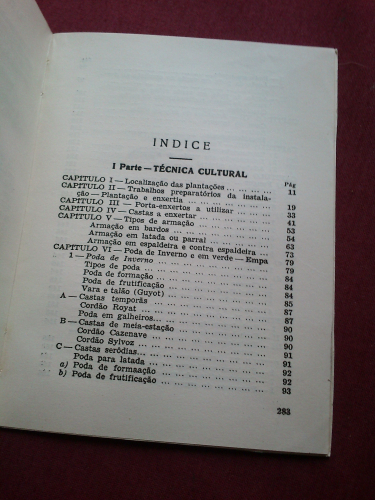 INDICE
I Parte — TÉCNICA CULTURAL
Pág
CAPITULO I — Localização das plantações ... ... ... ... 11
CAPITULO II — Trabalhos preparatórios da instala-
ção — Plantação e enxertia ... ... ... ... ... ... 19
CAPITULO III — Porta-enxertos a utilizar ... ... ... ... 33
CAPITULO IV — Castas a enxertar ... ... ... ... ... 41
CAPITULO V — Tipos de armação ... ... ... ... ... 53
Armação em bardos ... ... ... ... ... ... ... 54
Armação em latada ou parral ... ... ... ... ... 63
Armação em espaldeira e contra espaldeira ... 73
CAPITULO VI — Poda de Inverno e em verde — Empa 79
1 — Poda de Inverno ... ... ... ... ... ... ... 79
Tipos de poda ... ... ... ... ... ... ... ... 84
Poda de formação ... ... ... ... ... ... ... 84
Poda de frutificação ... ... ... ... ... ... ... 84
Vara e talão (Guyot) ... ... ... ... ... ... ... 85
A — Castas temporãs ... ... ... ... ... ... ... 87
Cordão Royat ... ... ... ... ... ... ... ... 87
Poda em galheiros ... ... ... ... ... ... ... 90
B — Castas de meia-estação ... ... ... ... ... ... 90
Cordão Cazenave ... ... ... ... ... ... ... 90
Cordão Sylvoz ... ... ... ... ... ... ... ... 91
C — Castas seródias ... ... ... ... ... ... ... ... 91
Poda para latada ... ... ... ... ... ... ... 92
a) Poda de formaação ... ... ... ... ... ... ... 92
b) Poda de frutificação ... ... ... ... ... ... ... 93
283